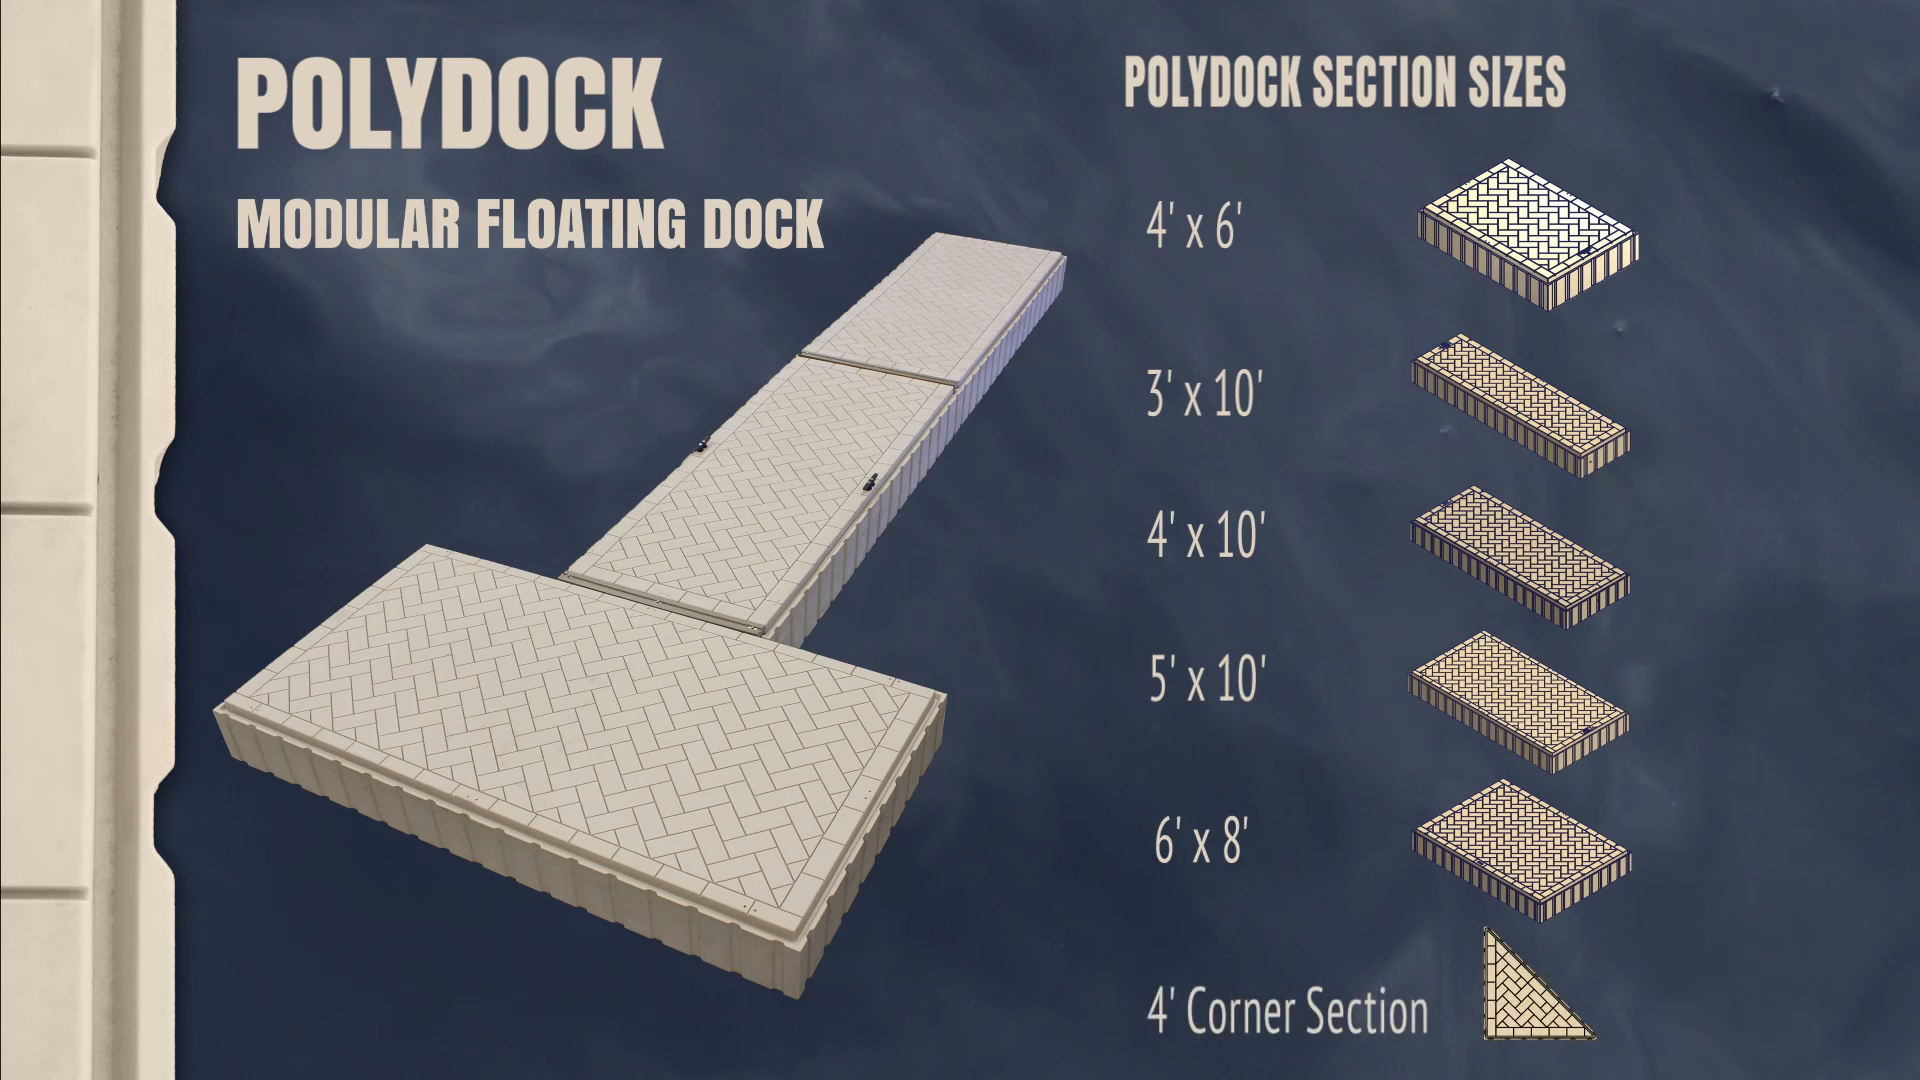 POLYDOCK
MODULAR FLOATING DOCK
POLYDOCK SECTION SIZES
4' x 6'
3' x 10'
4' x 10'
5' x 10'
6' x 8'
4' Corner Section